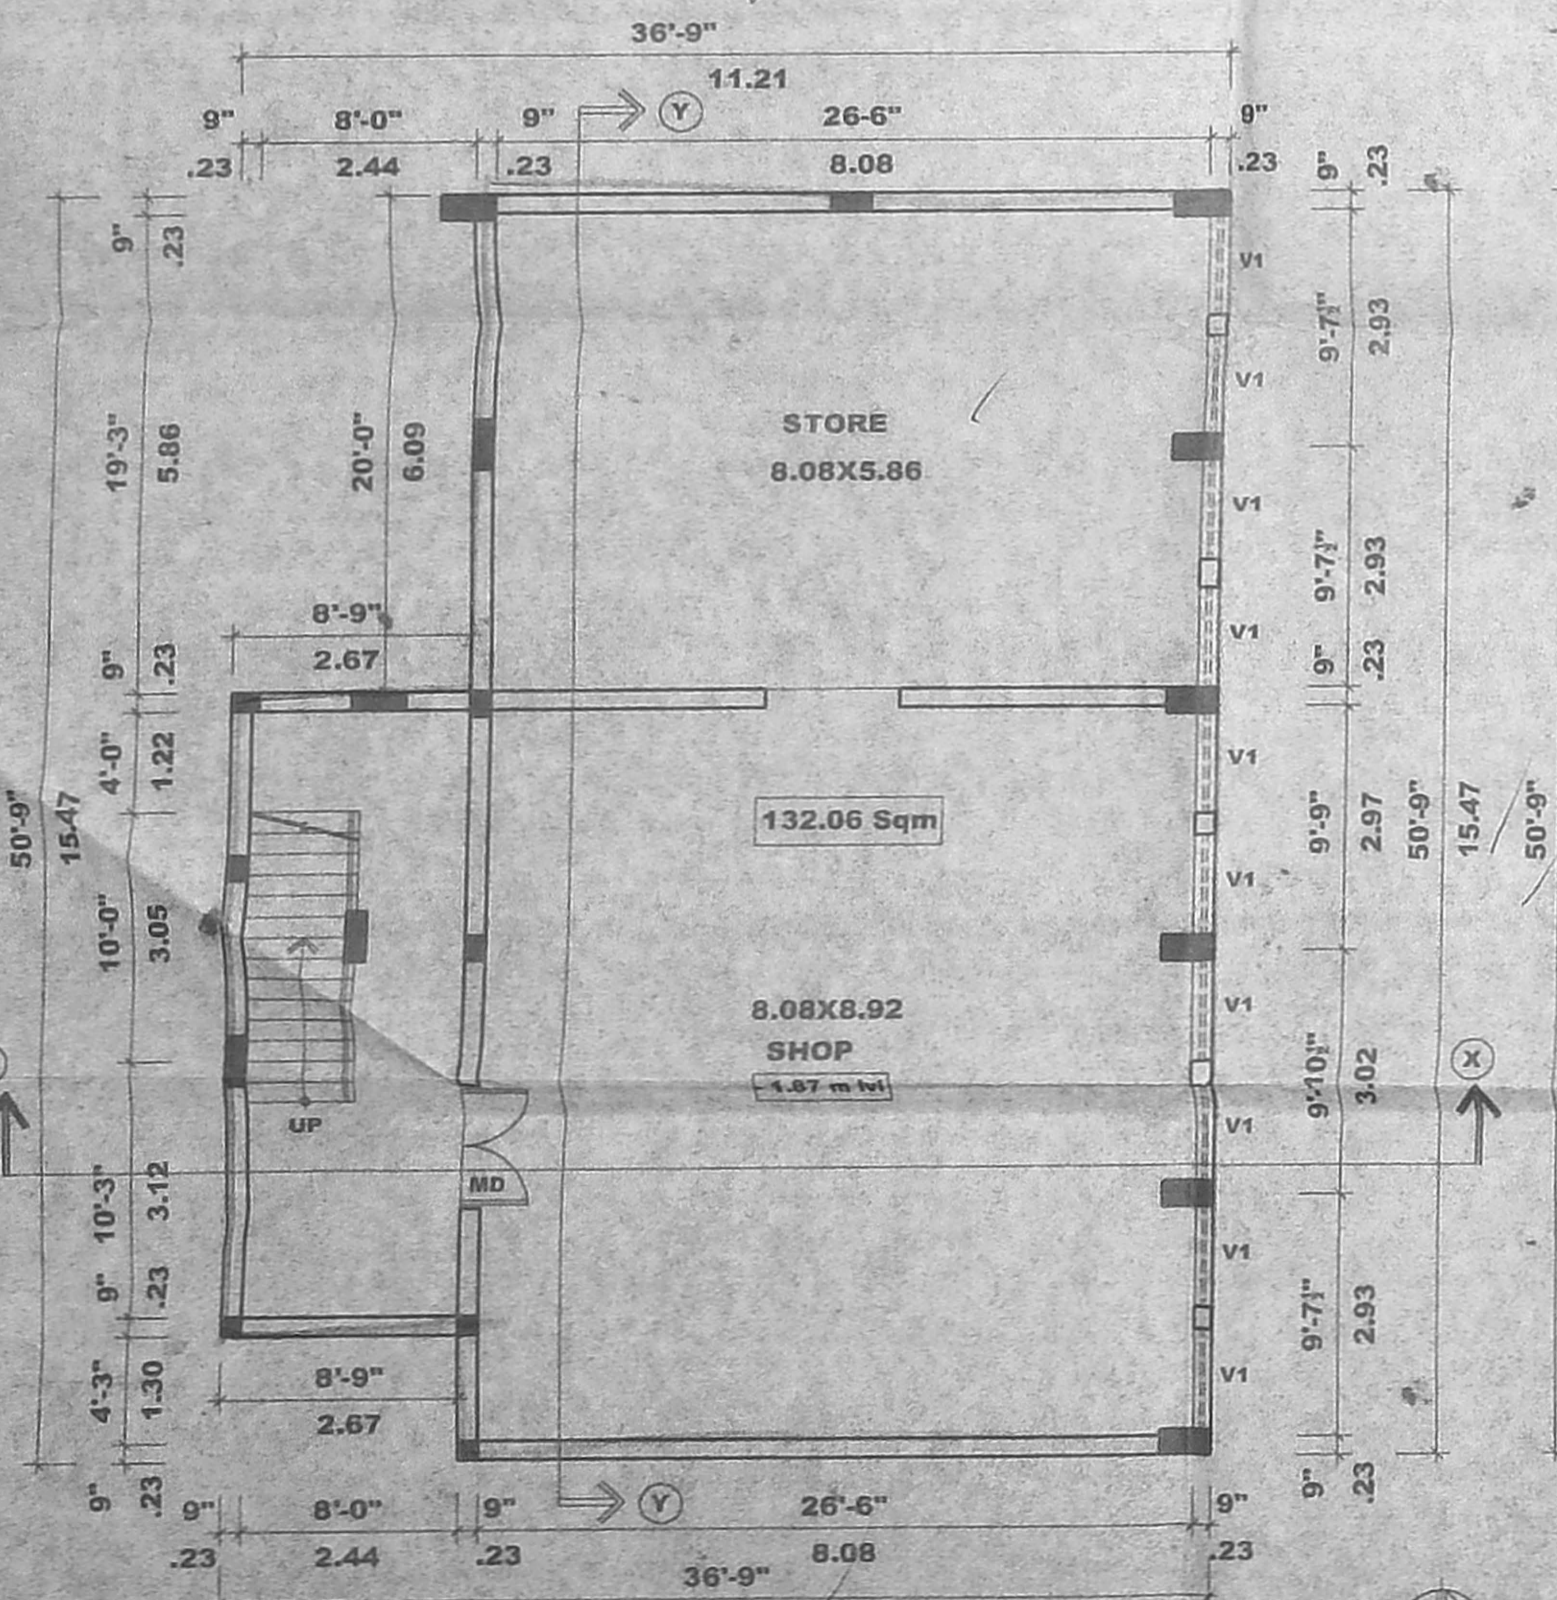 36'-9"
11.21
9" 8'-0" 9" Y 26-6" 9"
.23 2.44 .23 8.08 .23
9" .23
9" .23
V1
9'-7½" 2.93
V1
STORE
8.08X5.86
19'-3" 5.86
20'-0" 6.09
V1
9'-7½" 2.93
8'-9"
2.67
V1
9" .23
9" .23
4'-0" 1.22
V1
132.06 Sqm
50'-9" 15.47
9'-9" 2.97
50'-9" 15.47
50'-9"
V1
10'-0" 3.05
8.08X8.92
SHOP
- 1.87 m lvl
V1
9'-10½" 3.02
X
UP
V1
MD
10'-3" 3.12
V1
9" .23
9'-7½" 2.93
8'-9"
2.67
V1
4'-3" 1.30
9" .23
9" .23
9" 8'-0" 9" Y 26'-6" 9"
.23 2.44 .23 8.08 .23
36'-9"